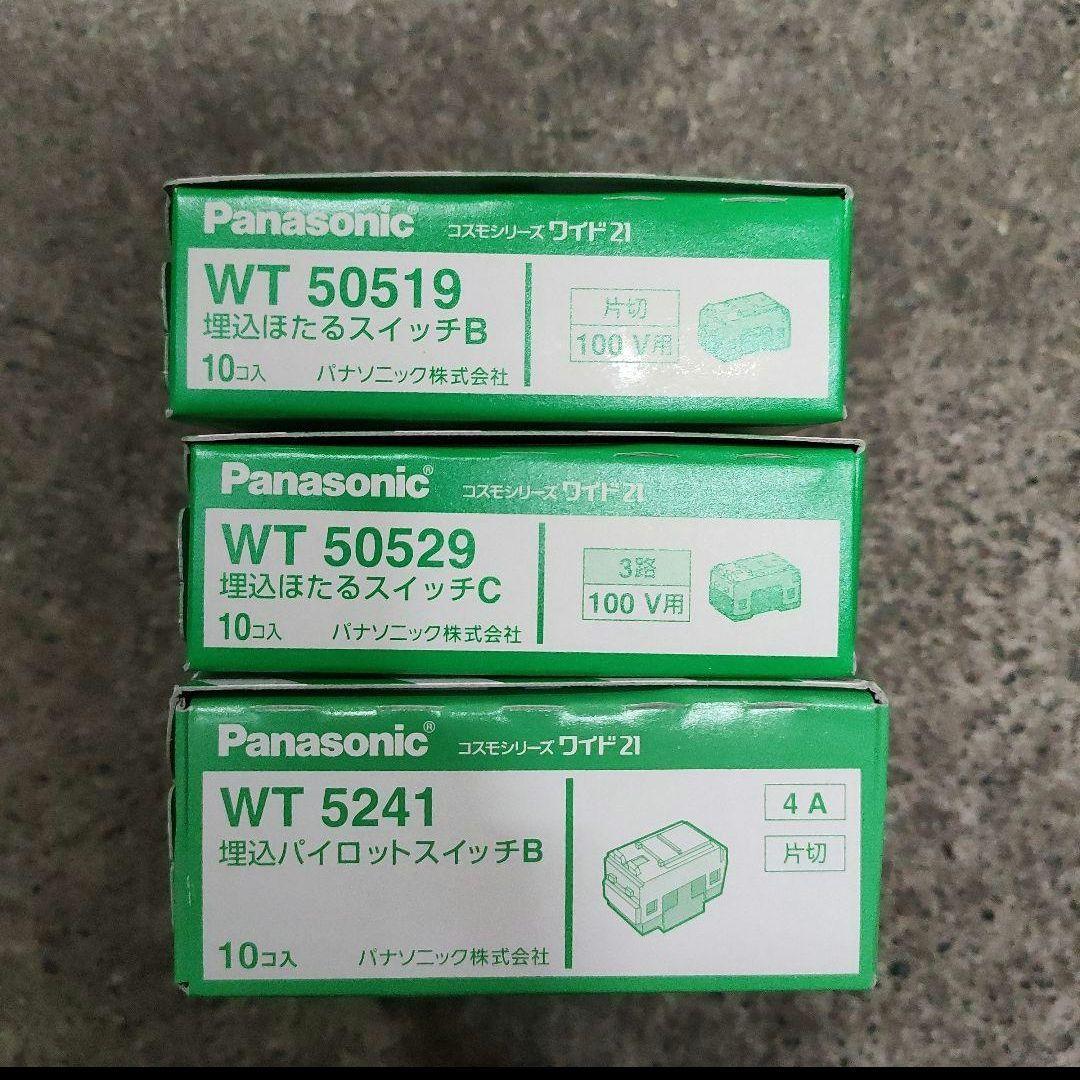 Panasonic コスモシリーズ ワイド21
WT 50519
埋込ほたるスイッチB
10コ入 パナソニック株式会社
片切
100 V用
Panasonic® コスモシリーズ ワイド21
WT 50529
埋込ほたるスイッチC
10コ入 パナソニック株式会社
3路
100 V用
Panasonic® コスモシリーズ ワイド21
WT 5241
埋込パイロットスイッチB
10コ入 パナソニック株式会社
4 A
片切